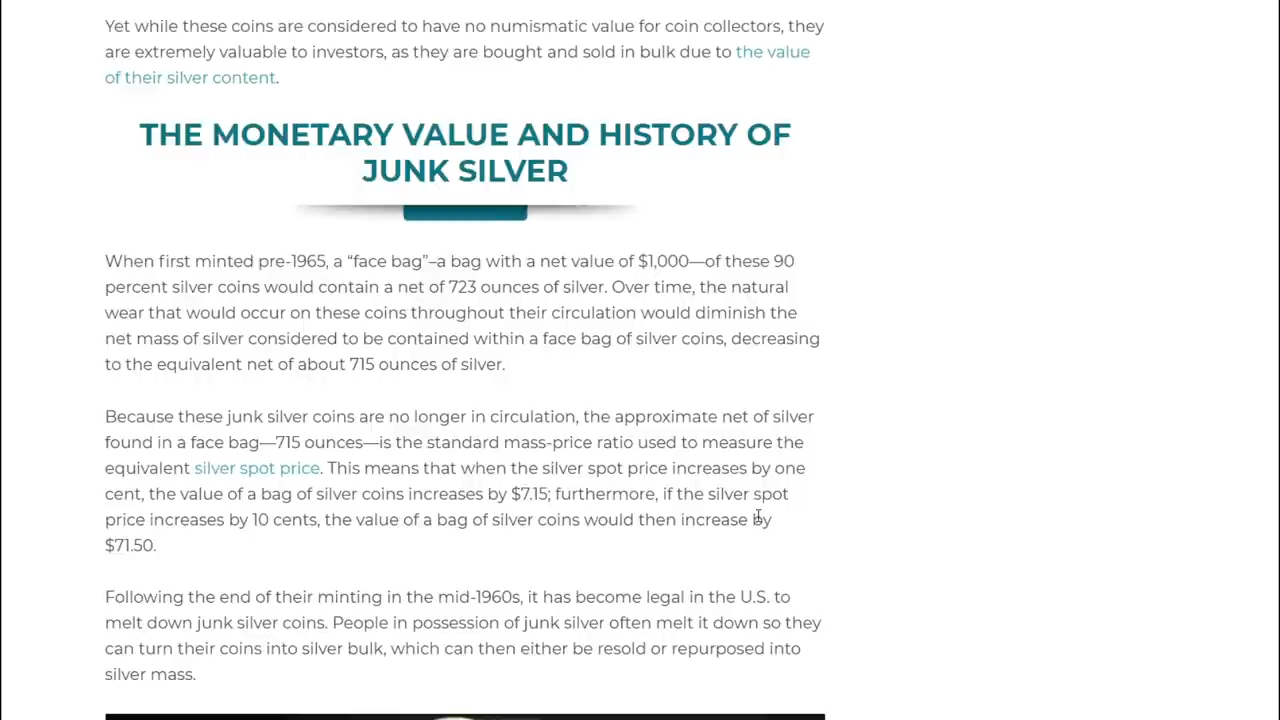 Yet while these coins are considered to have no numismatic value for coin collectors, they
are extremely valuable to investors, as they are bought and sold in bulk due to the value
of their silver content.
THE MONETARY VALUE AND HISTORY OF
JUNK SILVER
When first minted pre-1965, a “face bag”–a bag with a net value of $1,000—of these 90
percent silver coins would contain a net of 723 ounces of silver. Over time, the natural
wear that would occur on these coins throughout their circulation would diminish the
net mass of silver considered to be contained within a face bag of silver coins, decreasing
to the equivalent net of about 715 ounces of silver.
Because these junk silver coins are no longer in circulation, the approximate net of silver
found in a face bag—715 ounces—is the standard mass-price ratio used to measure the
equivalent silver spot price. This means that when the silver spot price increases by one
cent, the value of a bag of silver coins increases by $7.15; furthermore, if the silver spot
price increases by 10 cents, the value of a bag of silver coins would then increase by
$71.50.
Following the end of their minting in the mid-1960s, it has become legal in the U.S. to
melt down junk silver coins. People in possession of junk silver often melt it down so they
can turn their coins into silver bulk, which can then either be resold or repurposed into
silver mass.